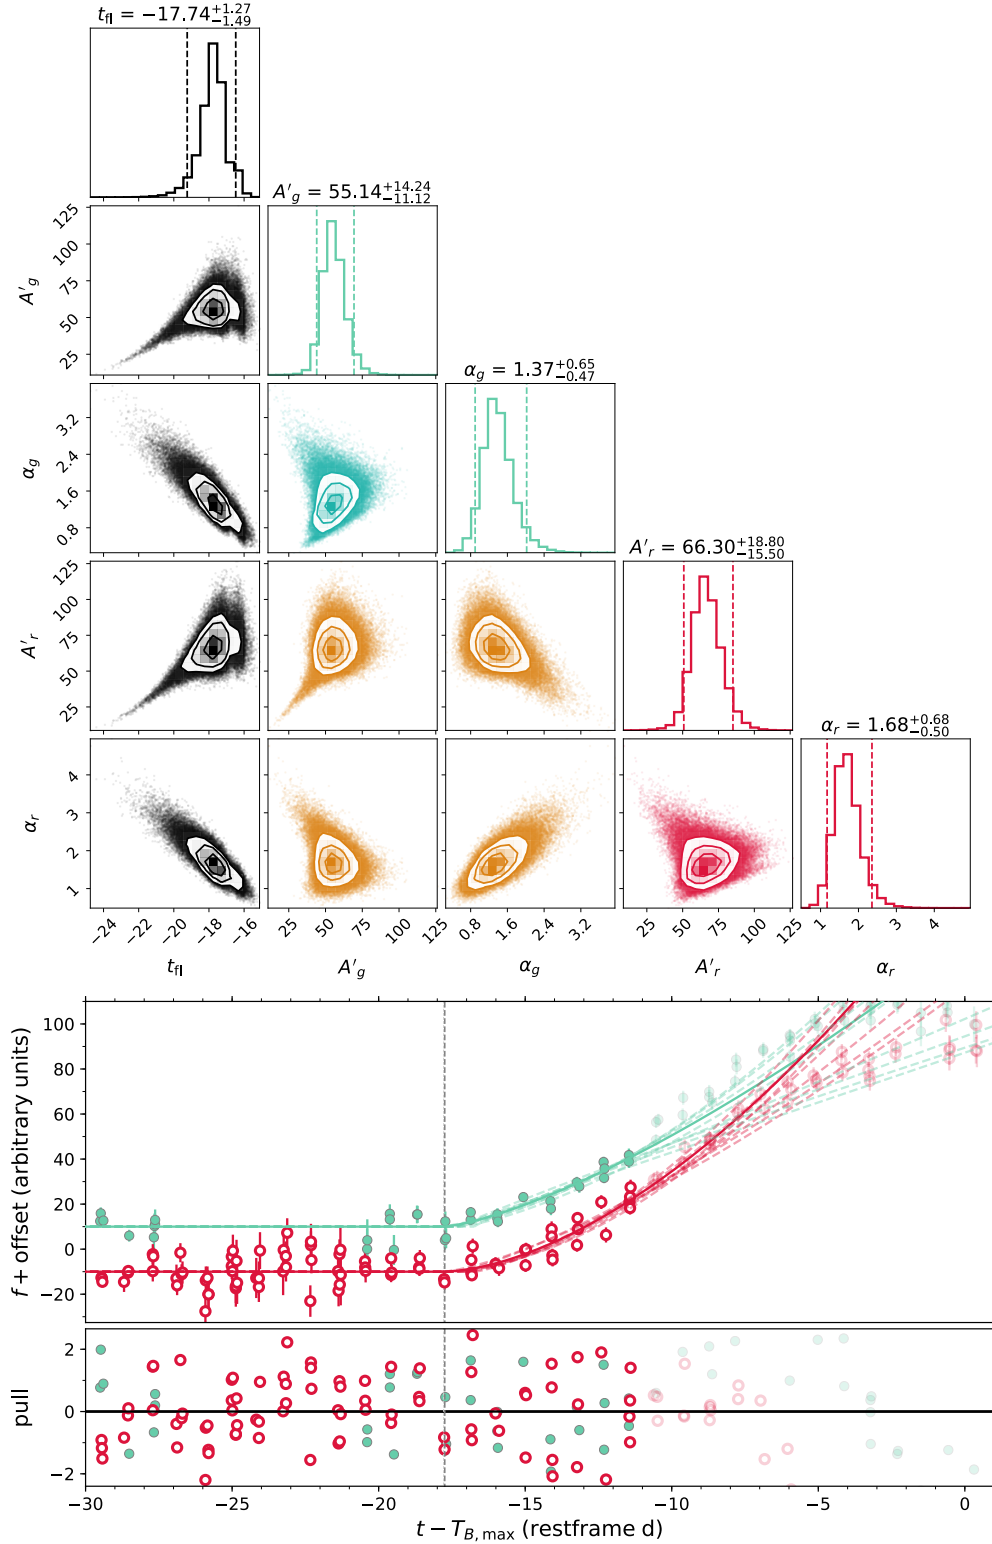 t_fl = −17.74^{+1.27}_{−1.49}
A'_g = 55.14^{+14.24}_{−11.12}
125
100
75
50
25
A'_g
α_g = 1.37^{+0.65}_{−0.47}
3.2
2.4
1.6
0.8
α_g
A'_r = 66.30^{+18.80}_{−15.50}
125
100
75
50
25
A'_r
α_r = 1.68^{+0.68}_{−0.50}
4
3
2
1
α_r
−24 −22 −20 −18 −16 25 50 75 100 125 0.8 1.6 2.4 3.2 25 50 75 100 125 1 2 3 4
t_fl A'_g α_g A'_r α_r
100
80
60
40
20
0
−20
f + offset (arbitrary units)
2
0
−2
pull
−30 −25 −20 −15 −10 −5 0
t − T_{B, max} (restframe d)